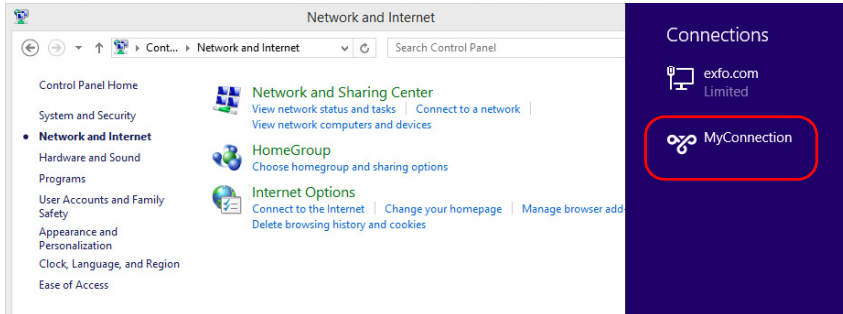 Network and Internet
Cont... Network and Internet
Search Control Panel
Control Panel Home
System and Security
Network and Internet
Hardware and Sound
Programs
User Accounts and Family
Safety
Appearance and
Personalization
Clock, Language, and Region
Ease of Access
Network and Sharing Center
View network status and tasks
Connect to a network
View network computers and devices
HomeGroup
Choose homegroup and sharing options
Internet Options
Connect to the Internet
Change your homepage
Manage browser add-
Delete browsing history and cookies
Connections
exfo.com
Limited
MyConnection